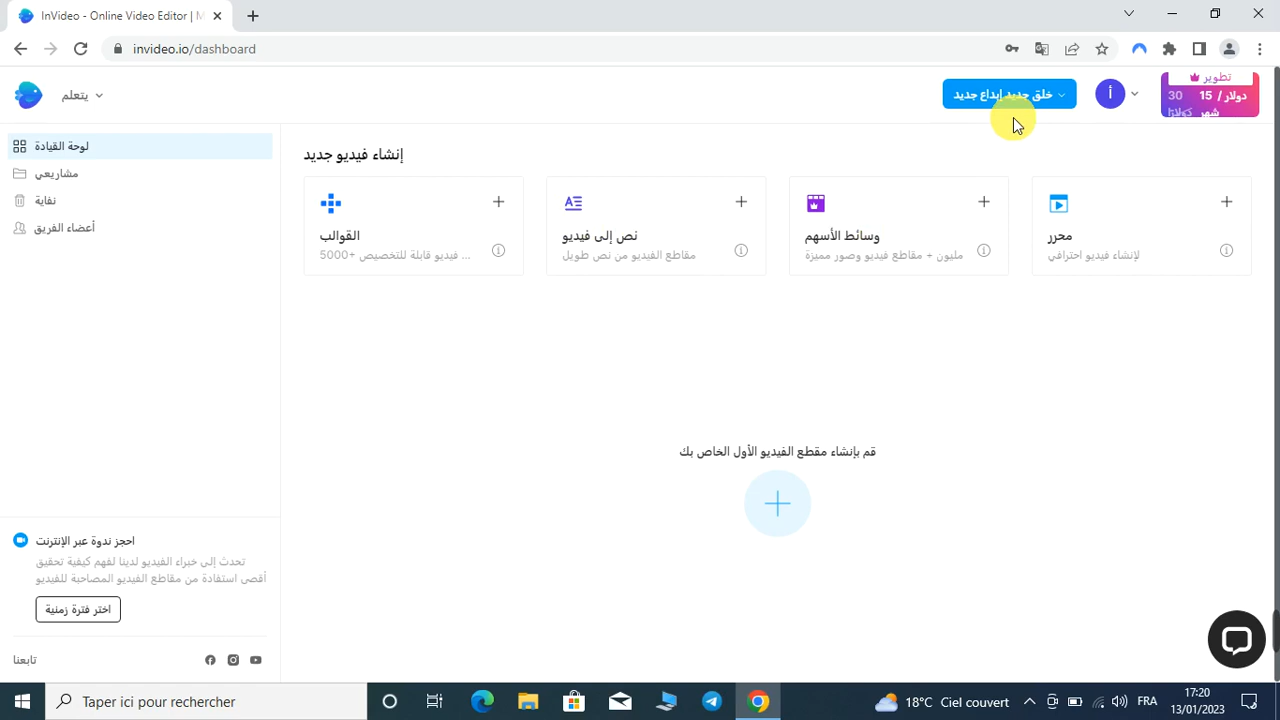 InVideo - Online Video Editor | M
invideo.io/dashboard
يتعلم
خلق جديد إبداع جديد
أ
تطوير
30 15 دولار /
شهر
لوحة القيادة
مشاريعي
نفاية
أعضاء الفريق
إنشاء فيديو جديد
القوالب
... فيديو قابلة للتخصيص +5000
نص إلى فيديو
مقاطع الفيديو من نص طويل
وسائط الأسهم
مليون + مقاطع فيديو وصور مميزة
محرر
لإنشاء فيديو احترافي
قم بإنشاء مقطع الفيديو الأول الخاص بك
احجز ندوة عبر الإنترنت
تحدث إلى خبراء الفيديو لدينا لفهم كيفية تحقيق
أقصى استفادة من مقاطع الفيديو المصاحبة للفيديو
اختر فترة زمنية
تابعنا
Taper ici pour rechercher
18°C Ciel couvert
FRA
17:20
13/01/2023